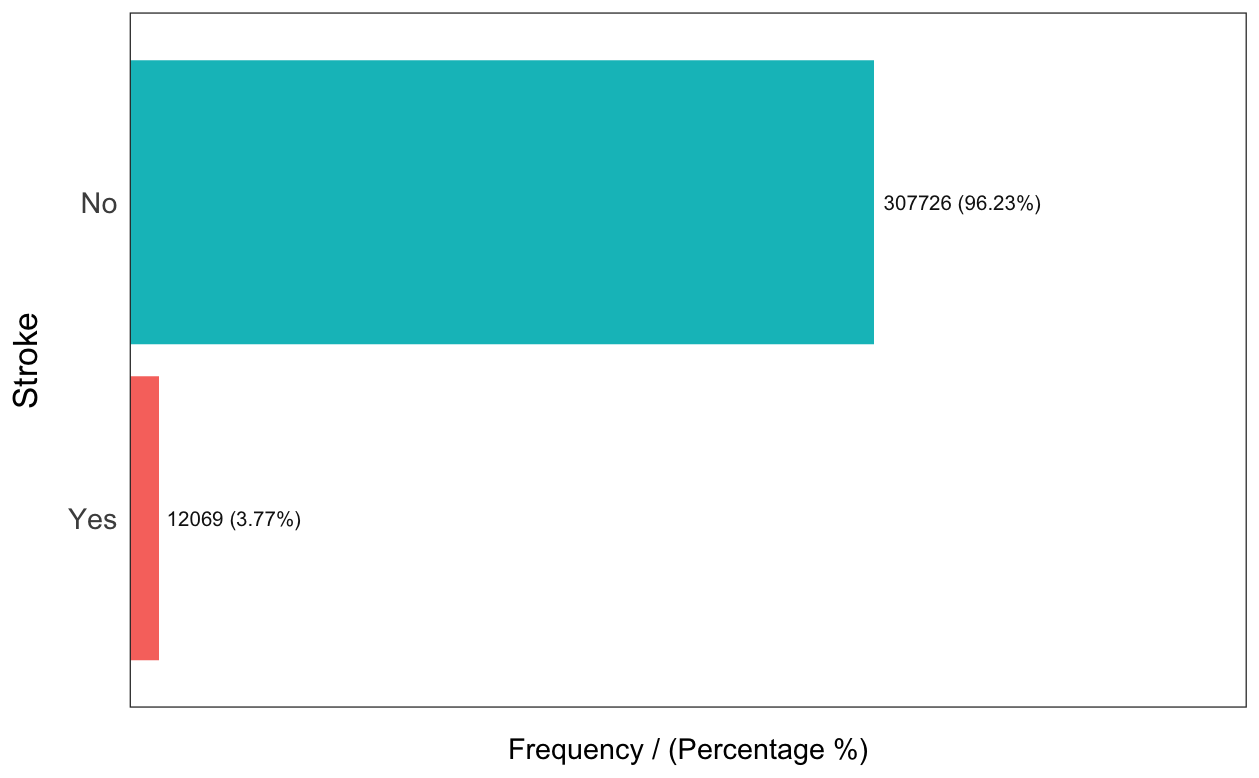 Stroke
No
307726 (96.23%)
Yes
12069 (3.77%)
Frequency / (Percentage %)